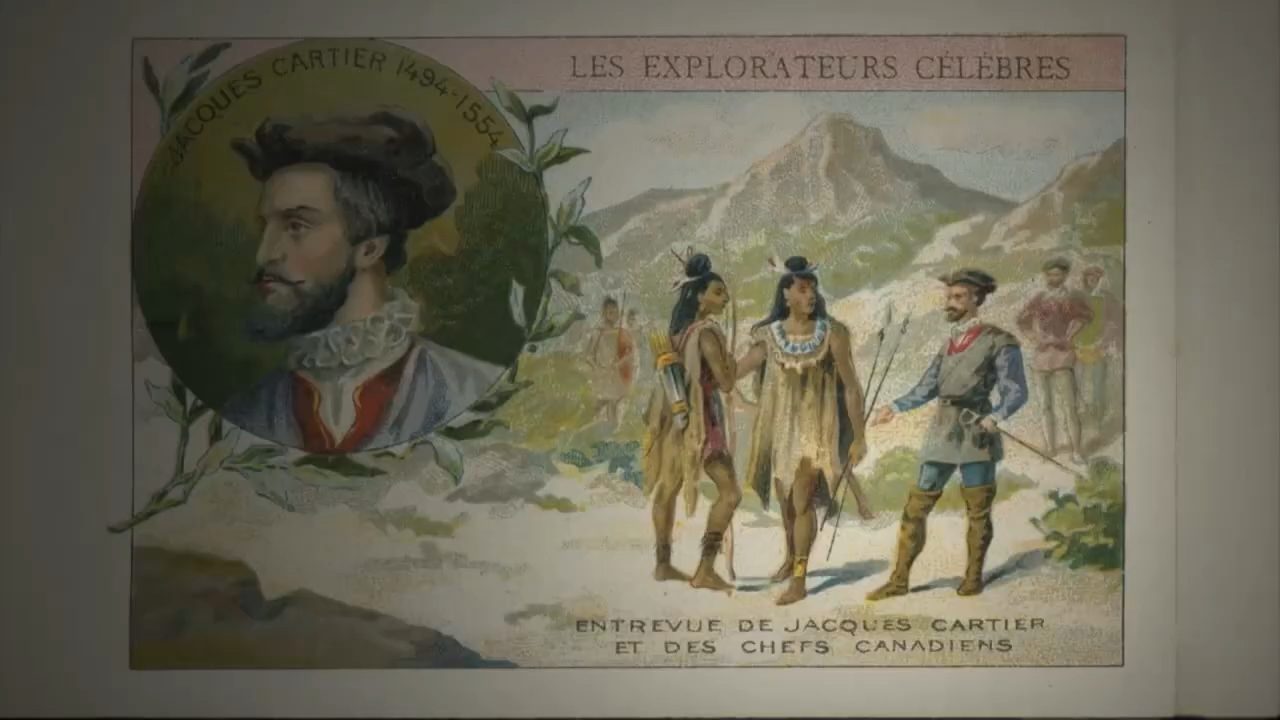 JACQUES CARTIER 1494-1554
LES EXPLORATEURS CÉLÈBRES
ENTREVUE DE JACQUES CARTIER
ET DES CHEFS CANADIENS